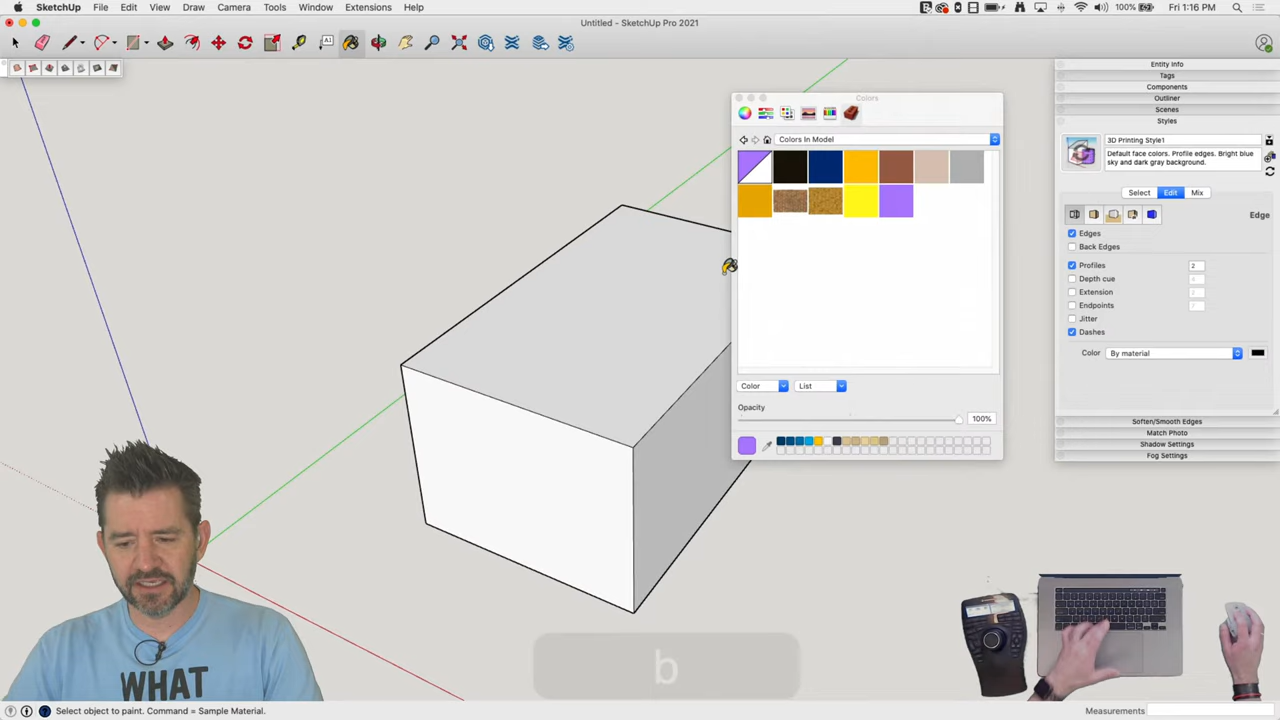 SketchUp File Edit View Draw Camera Tools Window Extensions Help 100% Fri 1:16 PM
Untitled - SketchUp Pro 2021
A1
Colors
Colors In Model
Color List
Opacity
100%
Entity Info
Tags
Components
Outliner
Scenes
Styles
3D Printing Style1
Default face colors. Profile edges. Bright blue
sky and dark gray background.
Select Edit Mix
Edge
Edges
Back Edges
Profiles 2
Depth cue
Extension
Endpoints
Jitter
Dashes
Color By material
Soften/Smooth Edges
Match Photo
Shadow Settings
Fog Settings
WHAT
b
Select object to paint. Command = Sample Material.
Measurements